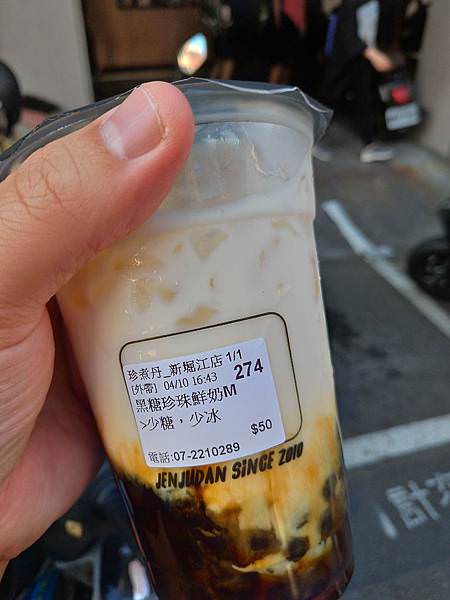 珍煮丹_新堀江店 1/1
[外帶] 04/10 16:43 274
黑糖珍珠鮮奶M
>少糖，少冰
$50
電話:07-2210289
JENJUDAN SiNCE 2010
計